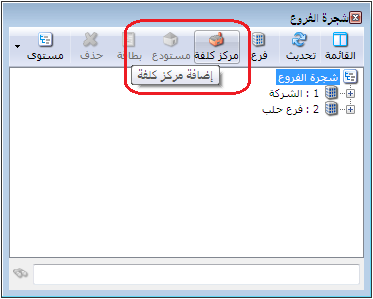 شجرة الفروع
القائمة تحديث فرع مركز كلفة مستودع بطاقة حذف مستوى
إضافة مركز كلفة
شجرة الفروع
1 : الشركة
2 : فرع حلب